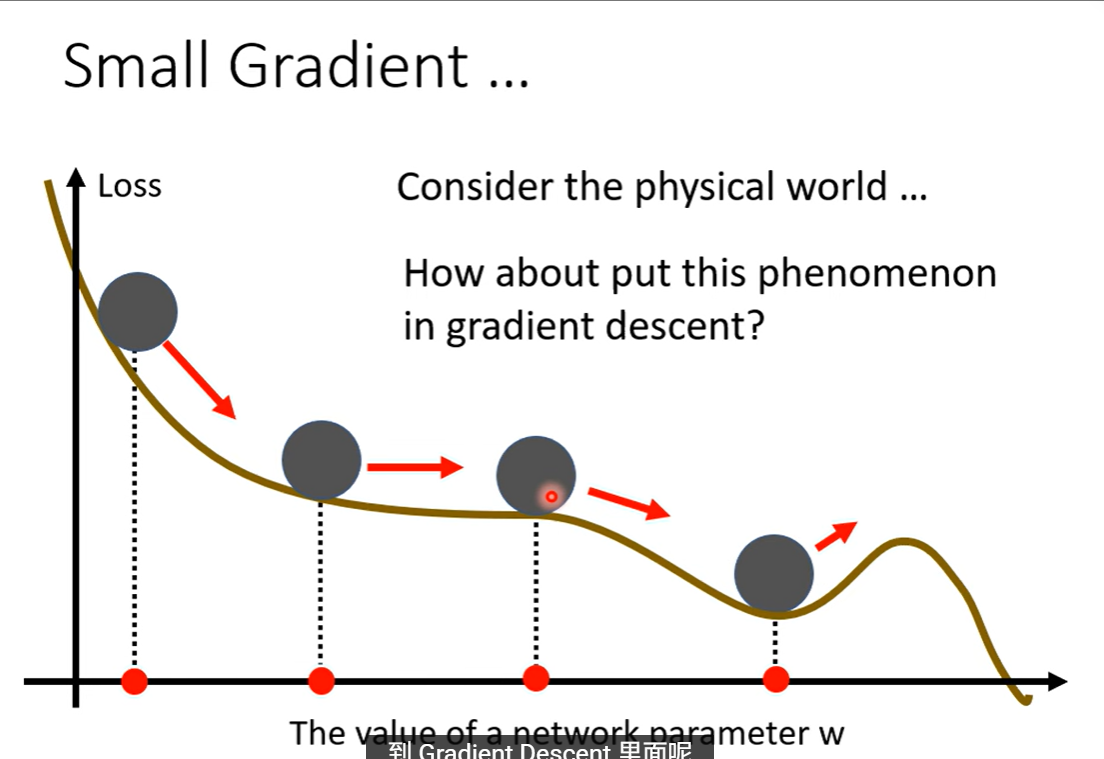 Small Gradient ...
Loss
Consider the physical world ...
How about put this phenomenon
in gradient descent?
The value of a network parameter w
到 Gradient Descent 里面呢